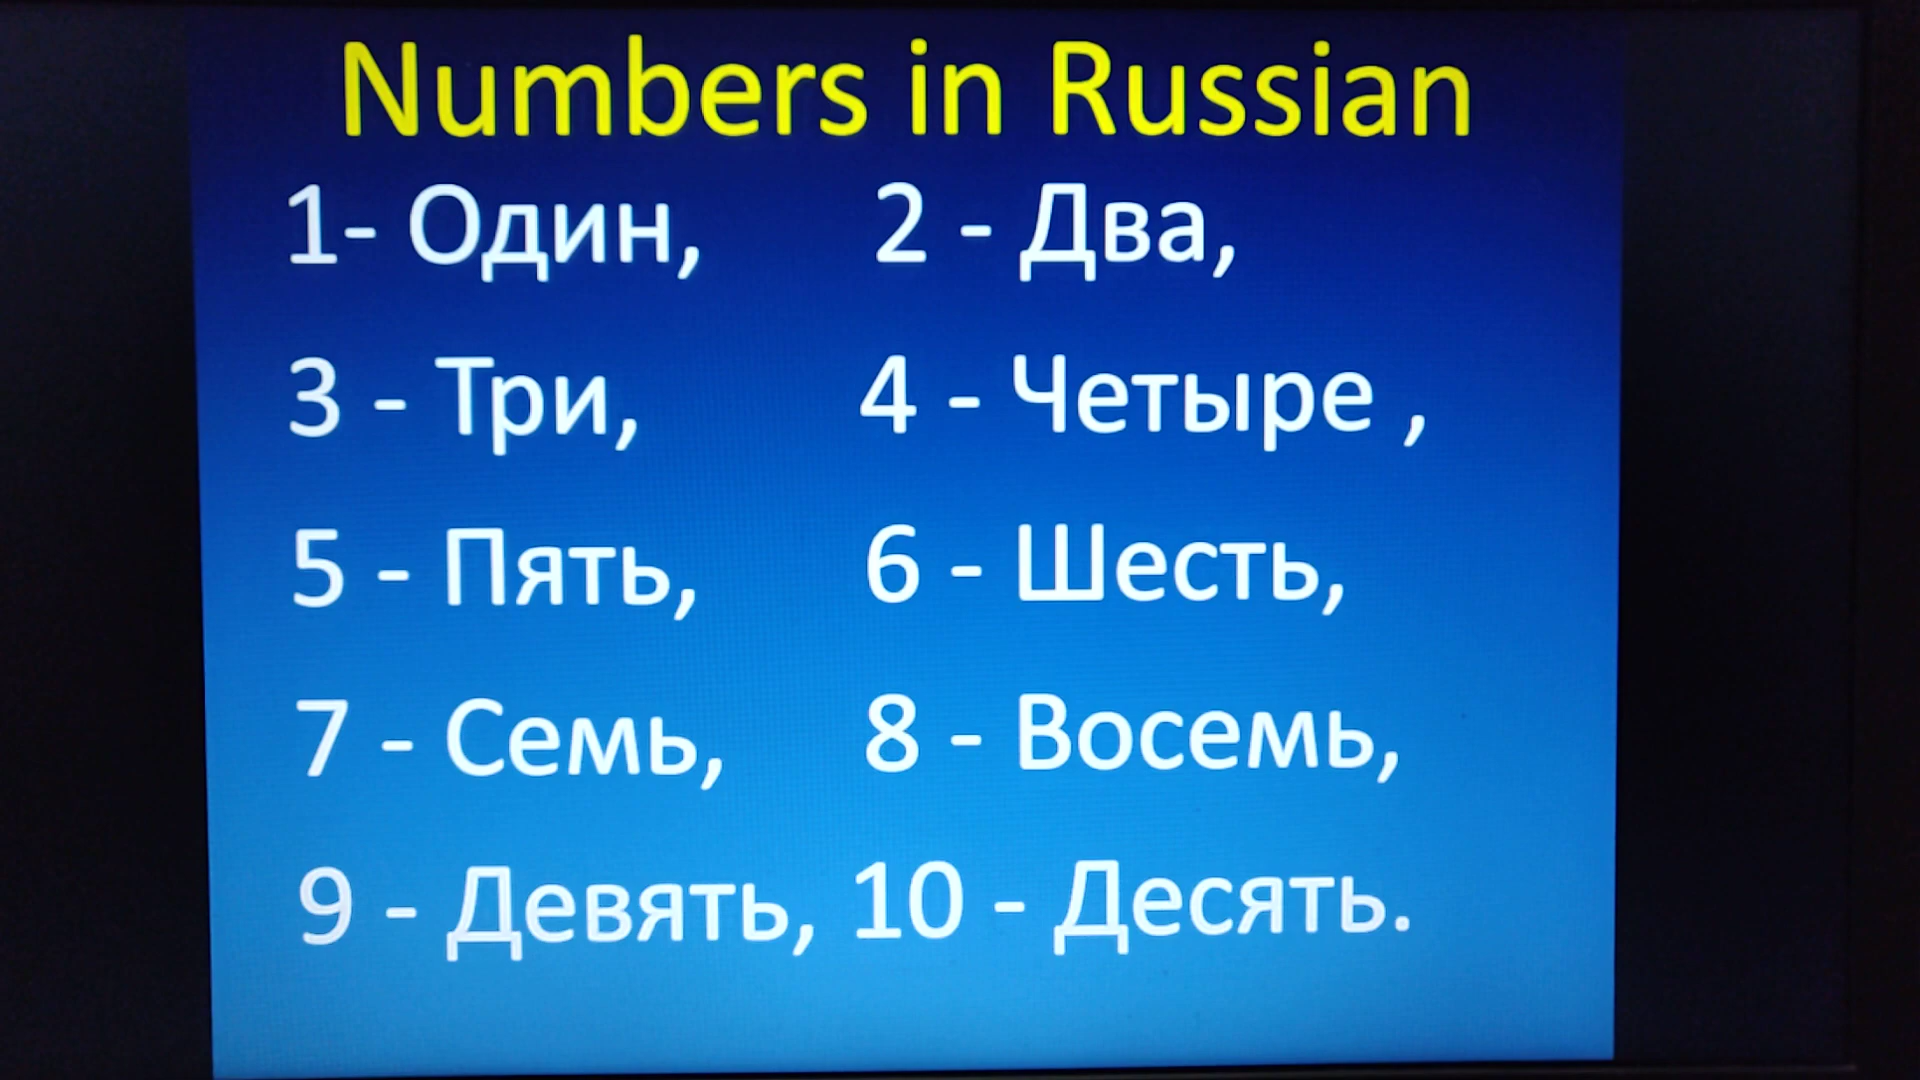 Numbers in Russian
1- Один, 2 - Два,
3 - Три, 4 - Четыре ,
5 - Пять, 6 - Шесть,
7 - Семь, 8 - Восемь,
9 - Девять, 10 - Десять.